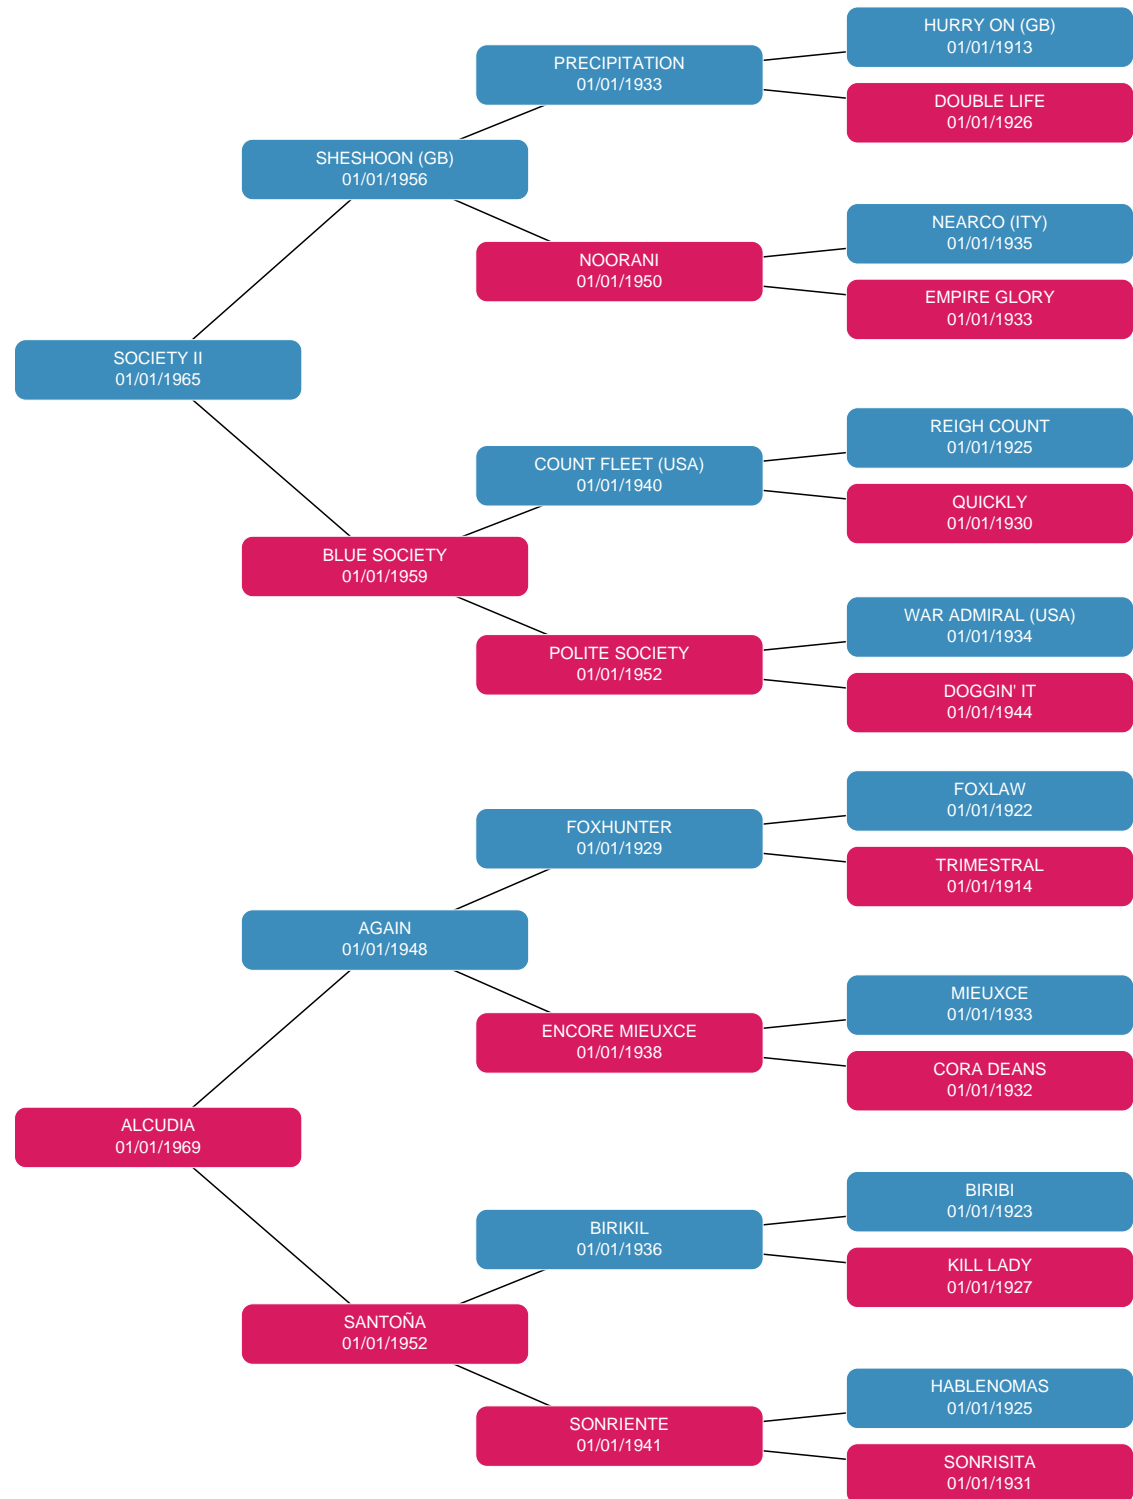 HURRY ON (GB)
01/01/1913
PRECIPITATION
01/01/1933
DOUBLE LIFE
01/01/1926
SHESHOON (GB)
01/01/1956
NEARCO (ITY)
01/01/1935
NOORANI
01/01/1950
EMPIRE GLORY
01/01/1933
SOCIETY II
01/01/1965
REIGH COUNT
01/01/1925
COUNT FLEET (USA)
01/01/1940
QUICKLY
01/01/1930
BLUE SOCIETY
01/01/1959
WAR ADMIRAL (USA)
01/01/1934
POLITE SOCIETY
01/01/1952
DOGGIN' IT
01/01/1944
FOXLAW
01/01/1922
FOXHUNTER
01/01/1929
TRIMESTRAL
01/01/1914
AGAIN
01/01/1948
MIEUXCE
01/01/1933
ENCORE MIEUXCE
01/01/1938
CORA DEANS
01/01/1932
ALCUDIA
01/01/1969
BIRIBI
01/01/1923
BIRIKIL
01/01/1936
KILL LADY
01/01/1927
SANTOÑA
01/01/1952
HABLENOMAS
01/01/1925
SONRIENTE
01/01/1941
SONRISITA
01/01/1931